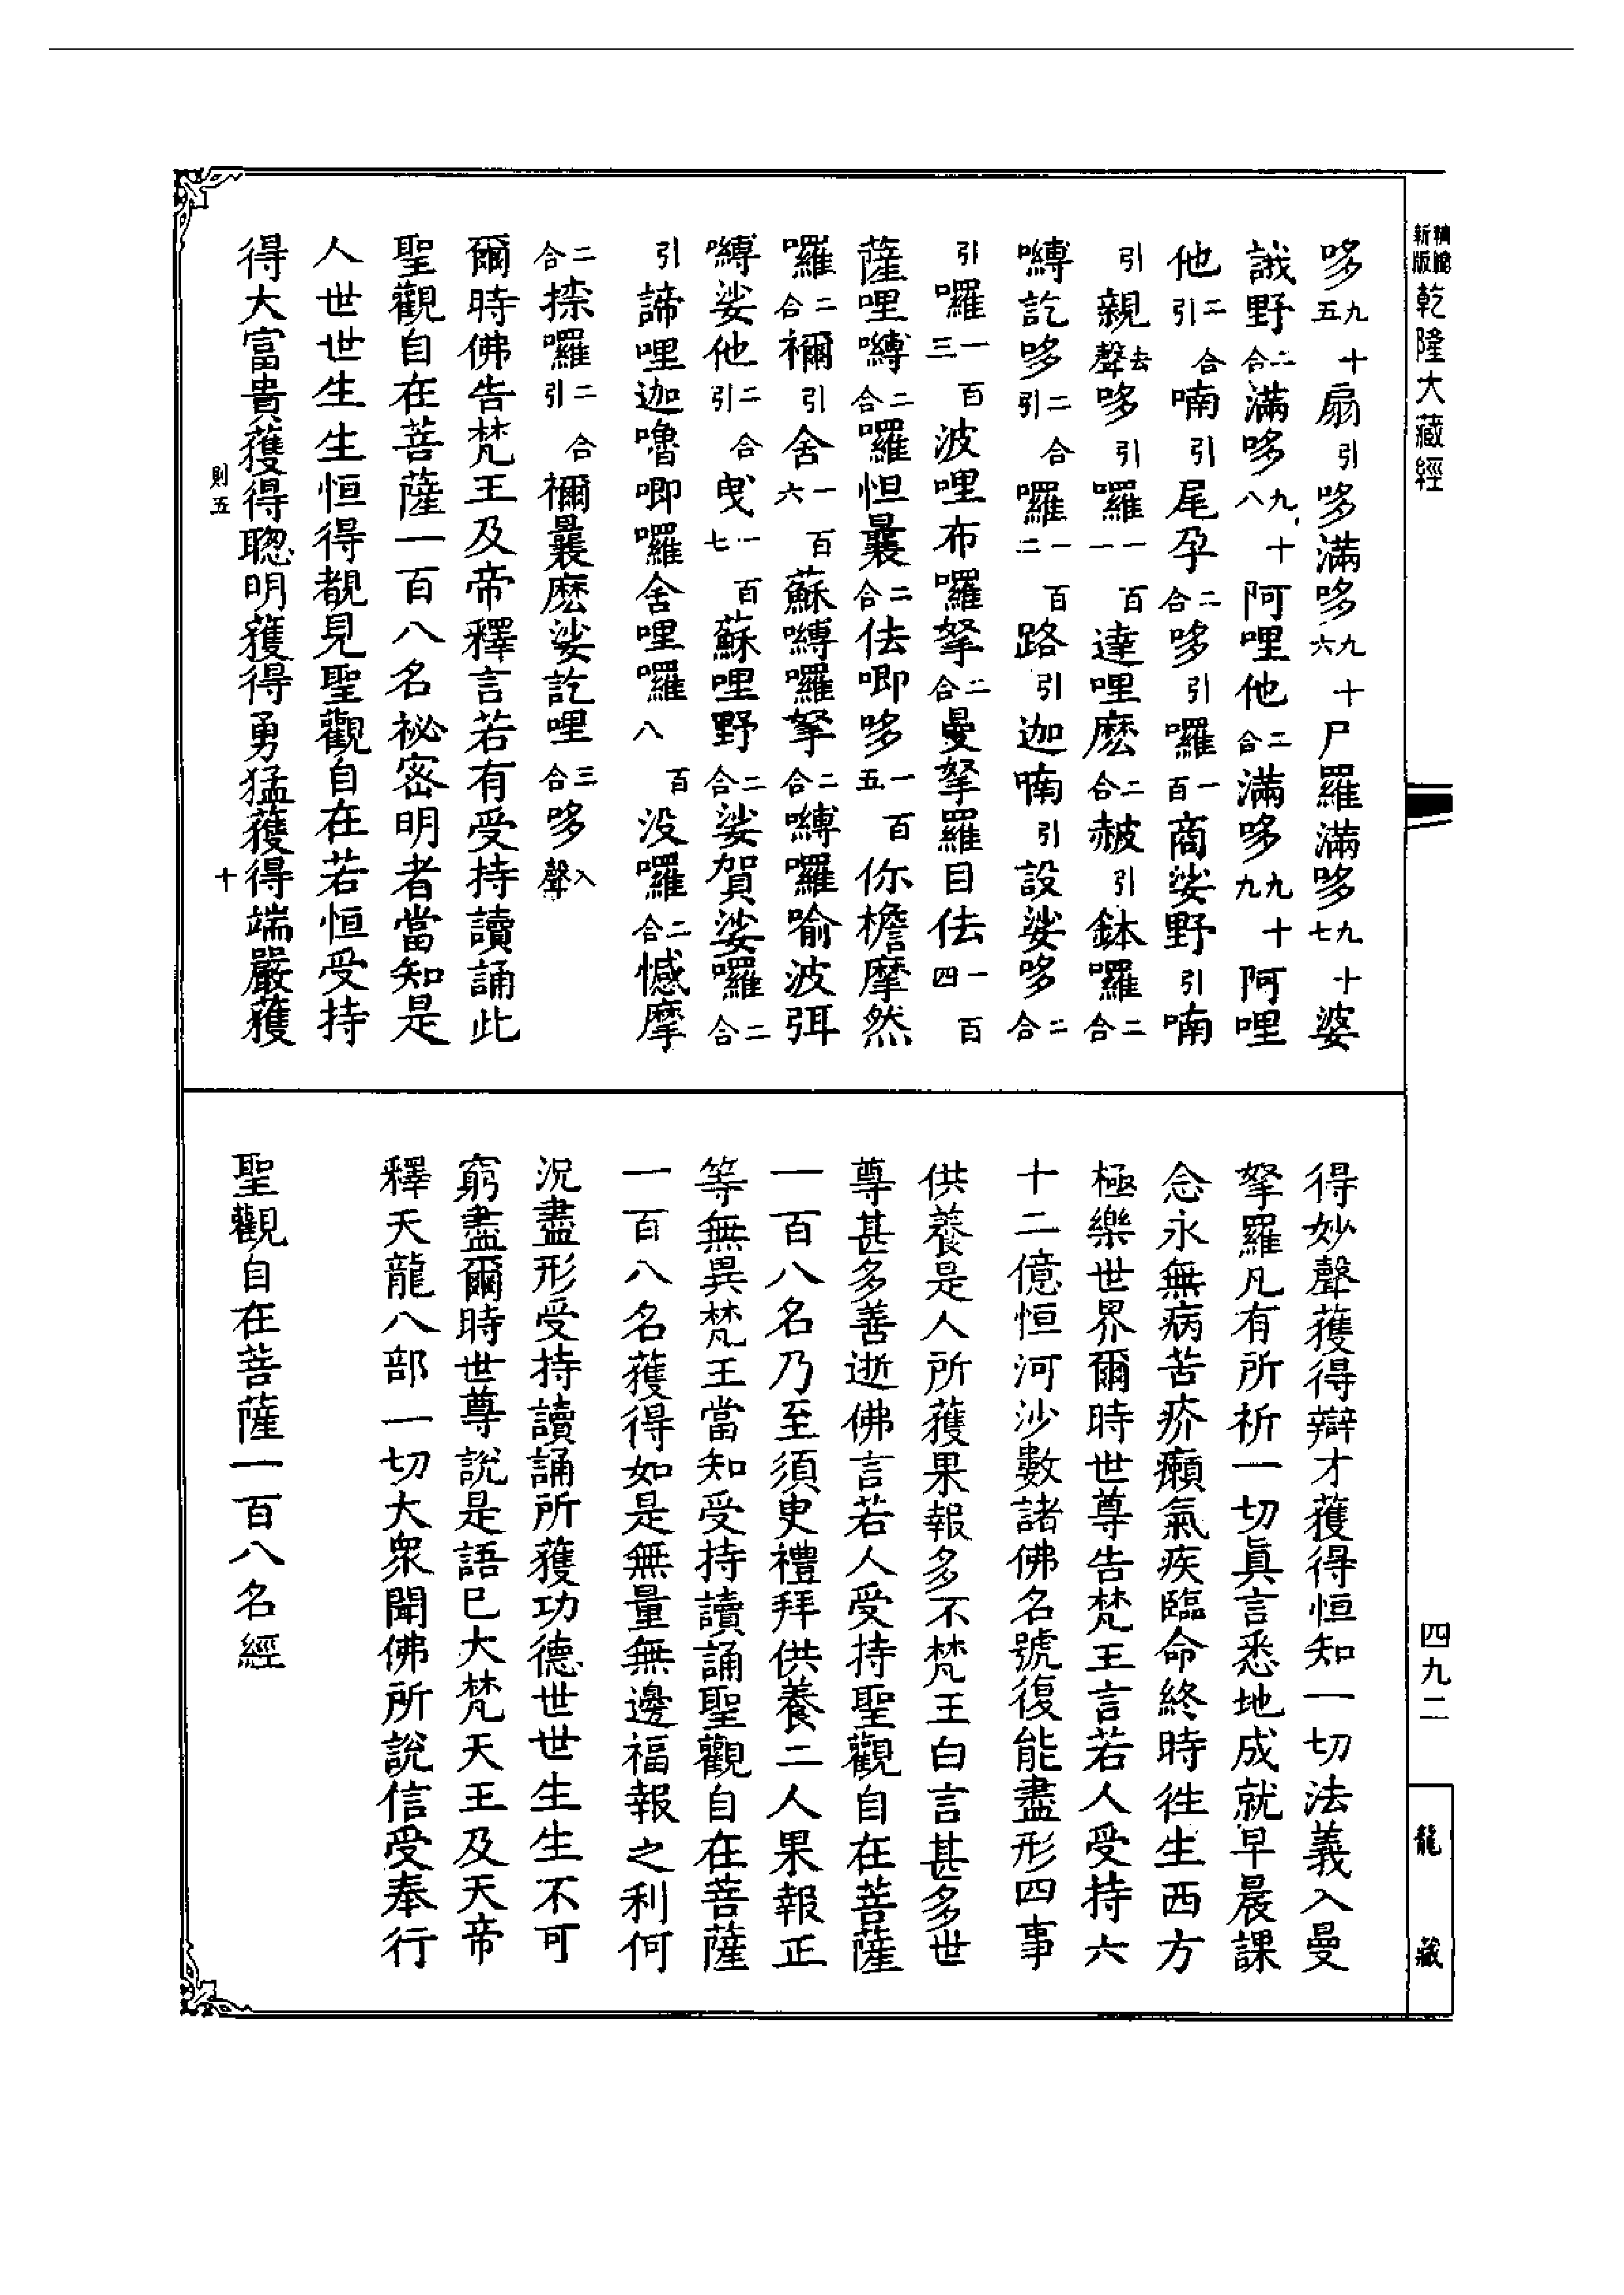 精繪新版乾隆大藏經
哆九十五扇引哆滿哆九十六尸羅滿哆九十七婆
誐野二合滿哆九十八阿哩他二合滿哆九十九阿哩
他二合引喃引尾孕二合哆引囉一百商娑野引喃
引親去聲哆引囉一百一達哩麽二合赧引鉢囉二合
嚩訖哆二合引囉一百二路引迦喃引設娑哆二合
引囉一百三波哩布囉拏二合曼拏羅目佉一百四
薩哩嚩二合囉怛曩二合佉唧哆一百五你檐摩然
囉二合禰引舍一百六蘇嚩囉拏二合嚩囉喻波弭
嚩娑他二合引曳一百七蘇哩野二合娑賀娑囉二合
引諦哩迦嚕唧囉舍哩囉一百八没囉二合憾摩
二合捺囉二合引禰曩麽娑訖哩三合哆入聲
爾時佛告梵王及帝釋言若有受持讀誦此
聖觀自在菩薩一百八名祕密明者當知是
人世世生生恒得覩見聖觀自在若恒受持
得大富貴獲得聰明獲得勇猛獲得端嚴獲
則五
十
得妙聲獲得辯才獲得恒知一切法義入曼
拏羅凡有所祈一切眞言悉地成就早晨課
念永無病苦疥癩氣疾臨命終時往生西方
極樂世界爾時世尊告梵王言若人受持六
十二億恒河沙數諸佛名號復能盡形四事
供養是人所獲果報多不梵王白言甚多世
尊甚多善逝佛言若人受持聖觀自在菩薩
一百八名乃至須臾禮拜供養二人果報正
等無異梵王當知受持讀誦聖觀自在菩薩
一百八名獲得如是無量無邊福報之利何
況盡形受持讀誦所獲功德世世生生不可
窮盡爾時世尊說是語已大梵天王及天帝
釋天龍八部一切大衆聞佛所說信受奉行
聖觀自在菩薩一百八名經
四九二
龍藏